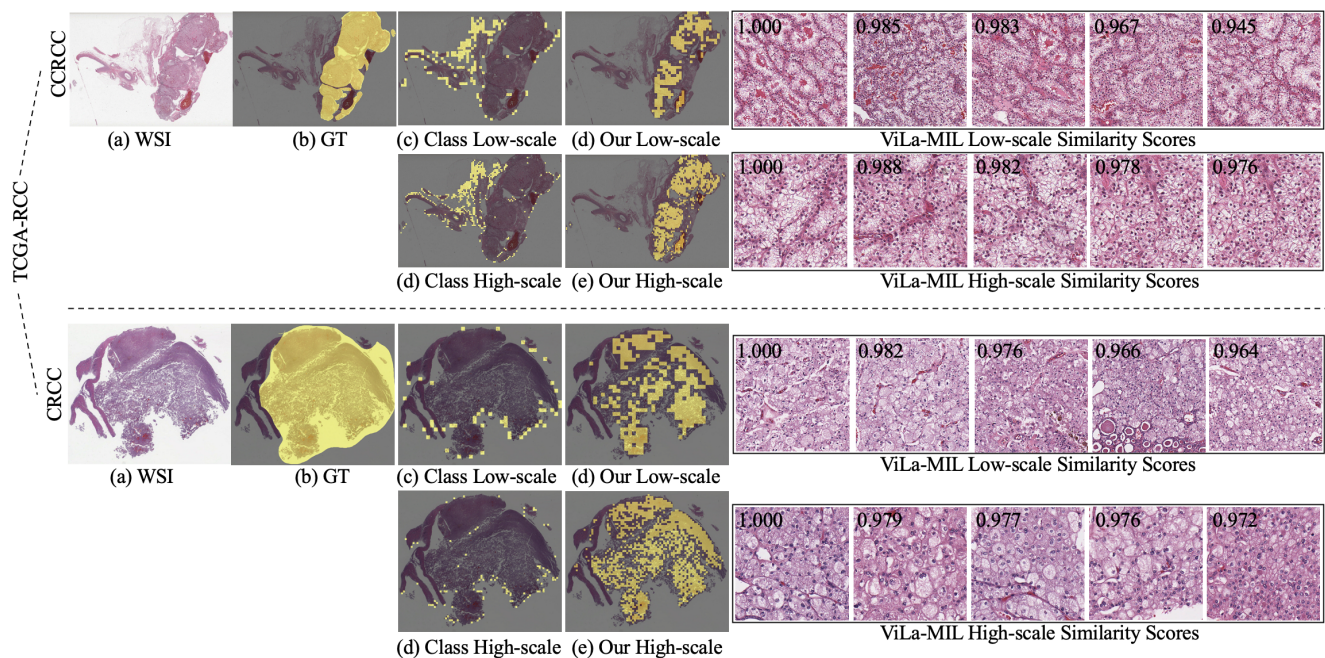 TCGA-RCC
CCRCC
1.000 0.985 0.983 0.967 0.945
(a) WSI (b) GT (c) Class Low-scale (d) Our Low-scale ViLa-MIL Low-scale Similarity Scores
1.000 0.988 0.982 0.978 0.976
(d) Class High-scale (e) Our High-scale ViLa-MIL High-scale Similarity Scores
CRCC
1.000 0.982 0.976 0.966 0.964
(a) WSI (b) GT (c) Class Low-scale (d) Our Low-scale ViLa-MIL Low-scale Similarity Scores
1.000 0.979 0.977 0.976 0.972
(d) Class High-scale (e) Our High-scale ViLa-MIL High-scale Similarity Scores